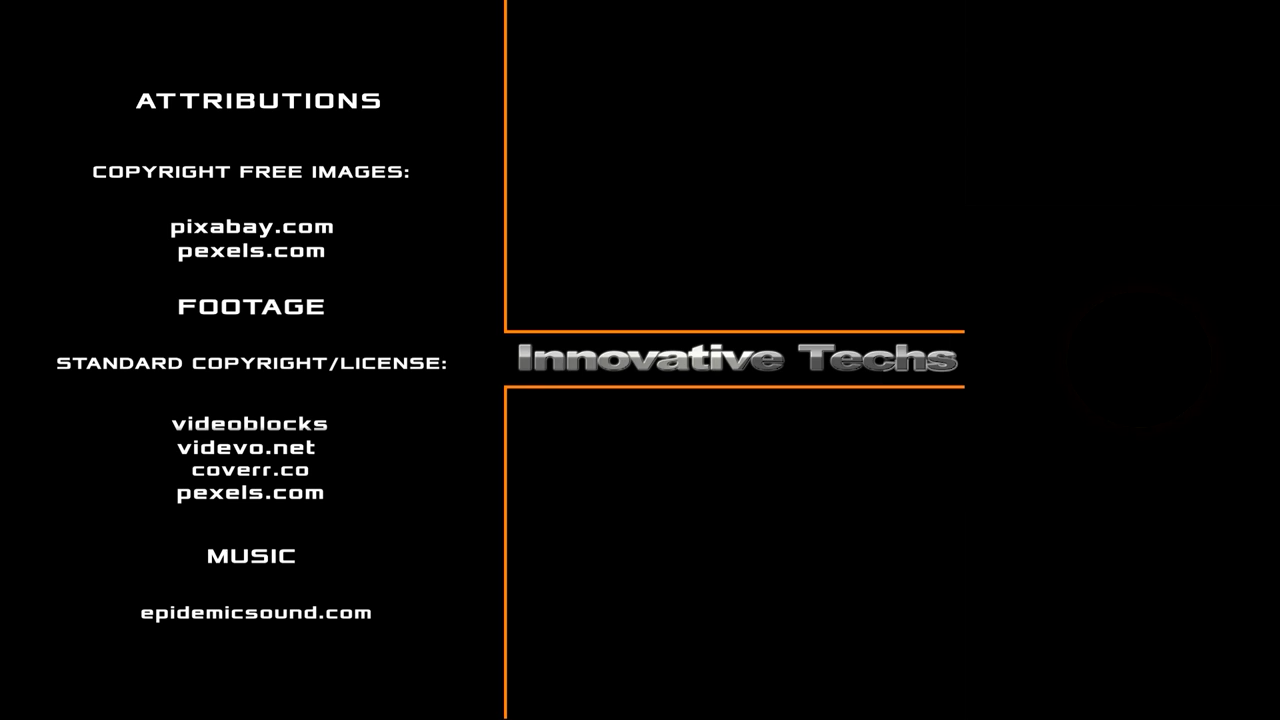 ATTRIBUTIONS
COPYRIGHT FREE IMAGES:
pixabay.com
pexels.com
FOOTAGE
STANDARD COPYRIGHT/LICENSE:
videoblocks
videvo.net
coverr.co
pexels.com
MUSIC
epidemicsound.com
Innovative Techs